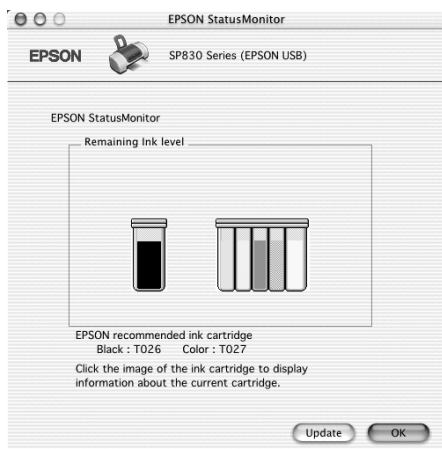 EPSON StatusMonitor
EPSON
SP830 Series (EPSON USB)
EPSON StatusMonitor
Remaining Ink level
EPSON recommended ink cartridge
Black : T026 Color : T027
Click the image of the ink cartridge to display
information about the current cartridge.
Update OK